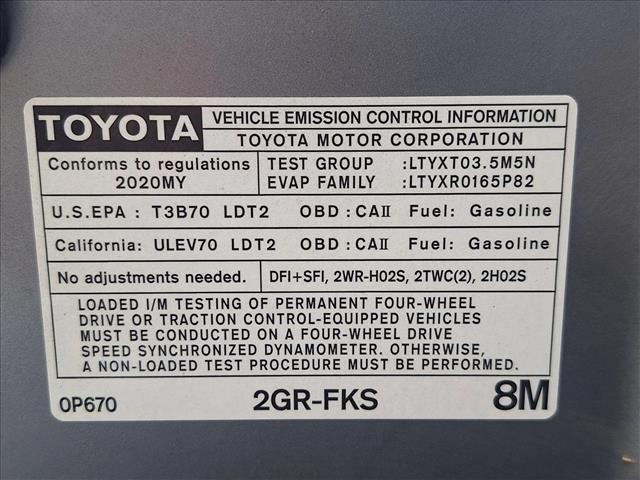 TOYOTA VEHICLE EMISSION CONTROL INFORMATION
TOYOTA MOTOR CORPORATION
Conforms to regulations
2020MY
TEST GROUP :LTYXT03.5M5N
EVAP FAMILY :LTYXR0165P82
U.S.EPA : T3B70 LDT2 OBD : CAII Fuel: Gasoline
California: ULEV70 LDT2 OBD : CAII Fuel: Gasoline
No adjustments needed. DFI+SFI, 2WR-HO2S, 2TWC(2), 2HO2S
LOADED I/M TESTING OF PERMANENT FOUR-WHEEL
DRIVE OR TRACTION CONTROL-EQUIPPED VEHICLES
MUST BE CONDUCTED ON A FOUR-WHEEL DRIVE
SPEED SYNCHRONIZED DYNAMOMETER. OTHERWISE,
A NON-LOADED TEST PROCEDURE MUST BE PERFORMED.
0P670 2GR-FKS 8M